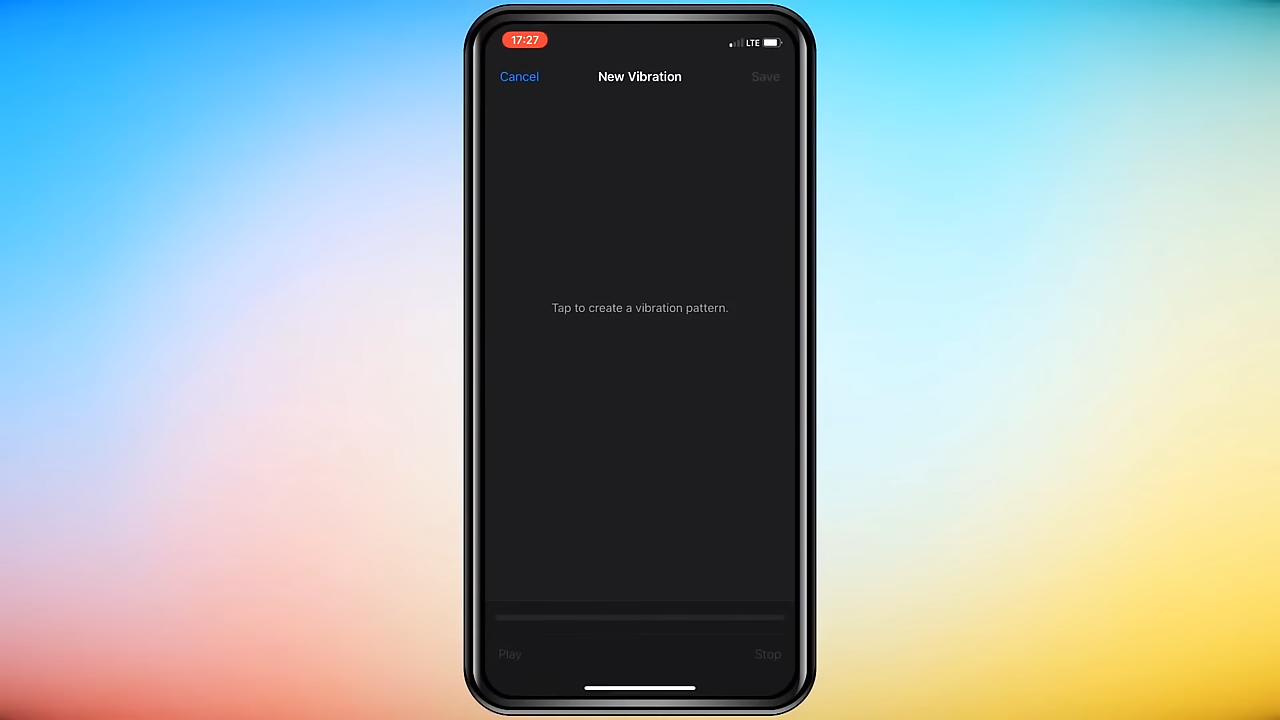 17:27
LTE
Cancel
New Vibration
Save
Tap to create a vibration pattern.
Play
Stop